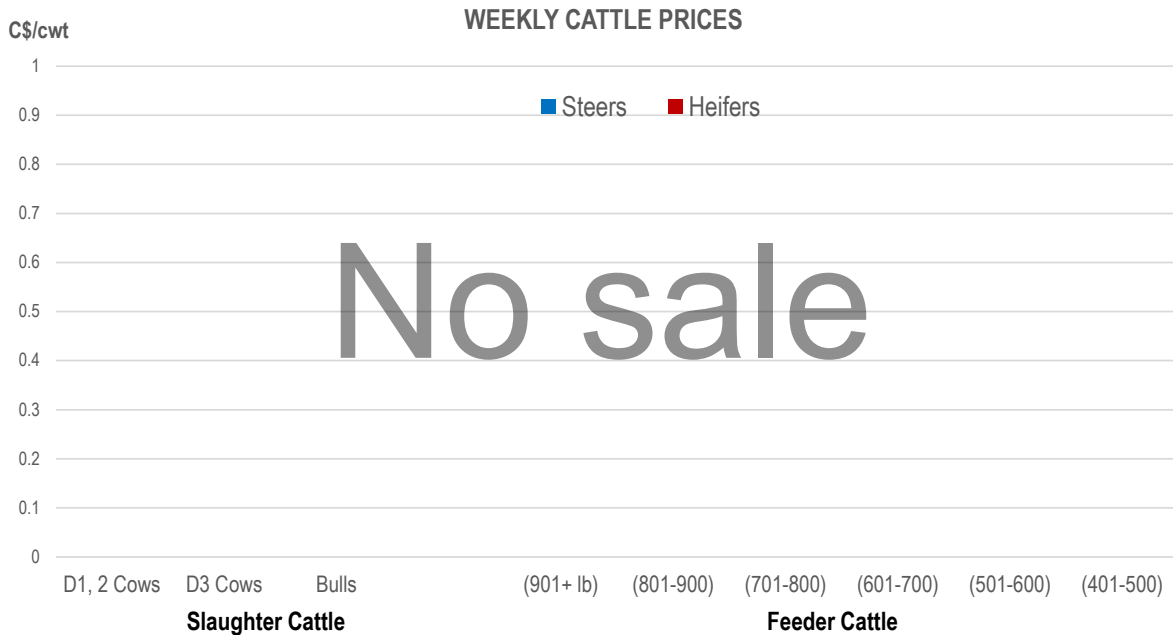 WEEKLY CATTLE PRICES
C$/cwt
1
Steers Heifers
0.9
0.8
0.7
0.6
No sale
0.5
0.4
0.3
0.2
0.1
0
D1, 2 Cows D3 Cows Bulls (901+ lb) (801-900) (701-800) (601-700) (501-600) (401-500)
Slaughter Cattle Feeder Cattle